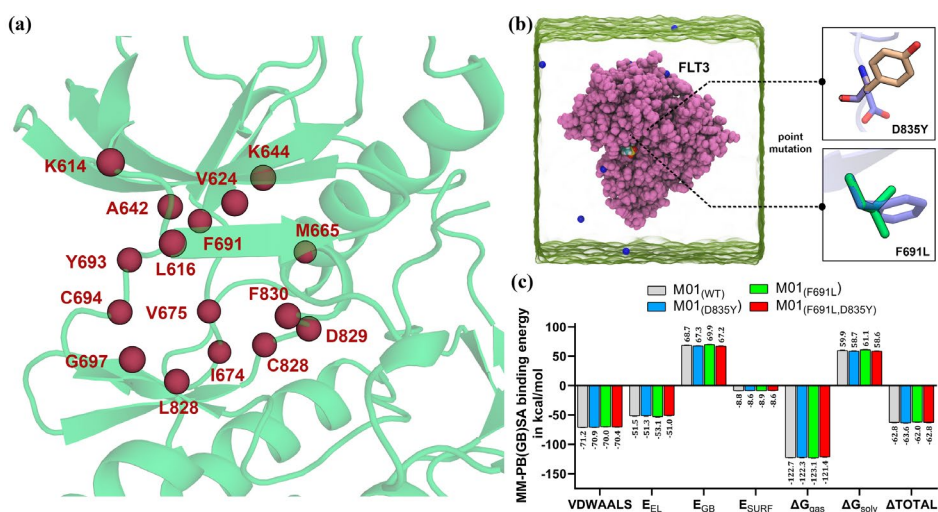 (a)
K614
K644
V624
A642
F691
M665
L616
Y693
C694
V675
F830
D829
G697
I674
C828
L828
(b)
FLT3
point
mutation
D835Y
F691L
(c)
M01(WT)
M01(F691L)
M01(D835Y)
M01(F691L,D835Y)
MM-PB(GB)SA binding energy
in kcal/mol
100
50
0
-50
-100
-150
-71.2
-70.9
-70.0
-70.4
-51.5
-51.3
-53.1
-51.0
68.7
67.3
69.9
67.2
-8.8
-8.6
-8.9
-8.6
-122.7
-122.3
-123.1
-121.4
59.9
58.7
61.1
58.6
-62.8
-63.6
-62.0
-62.8
VDWAALS EEL EGB ESURF ΔGgas ΔGsolv ΔTOTAL